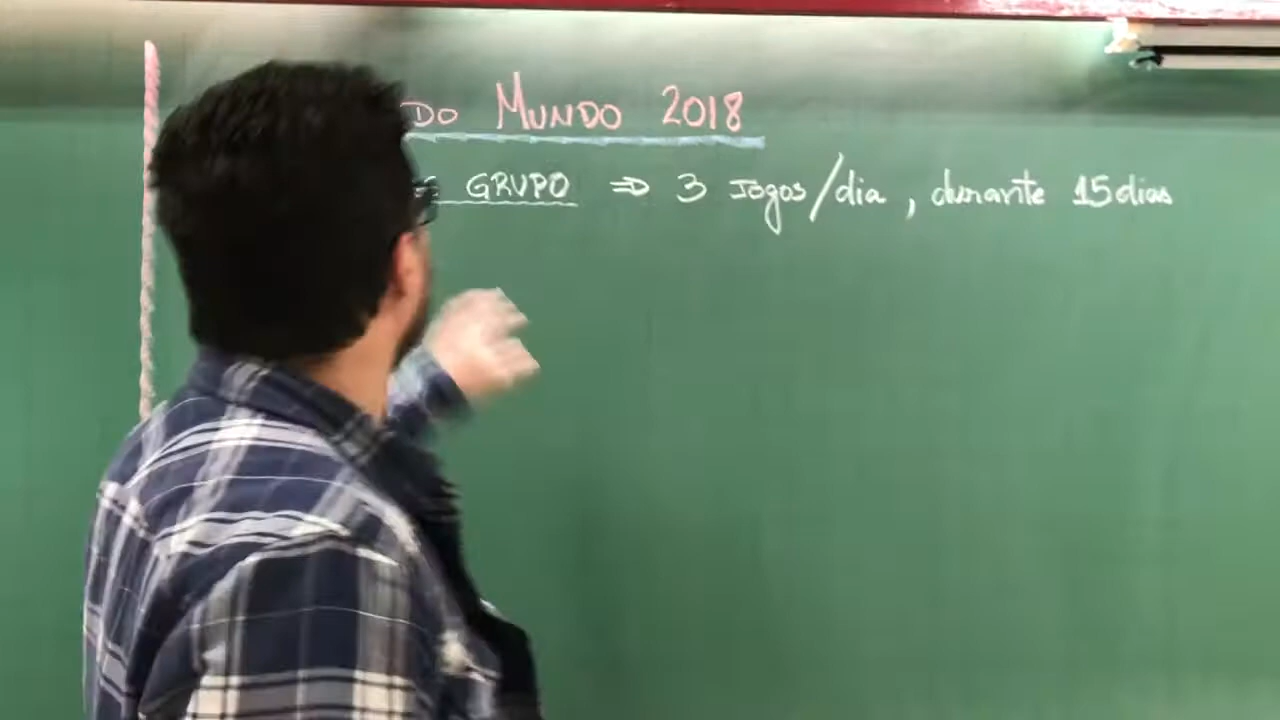 DO MUNDO 2018
GRUPO ⇒ 3 Jogos/dia, durante 15 dias